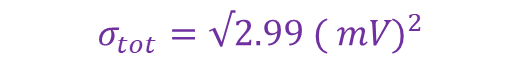 σ_tot = √2.99 ( mV)²